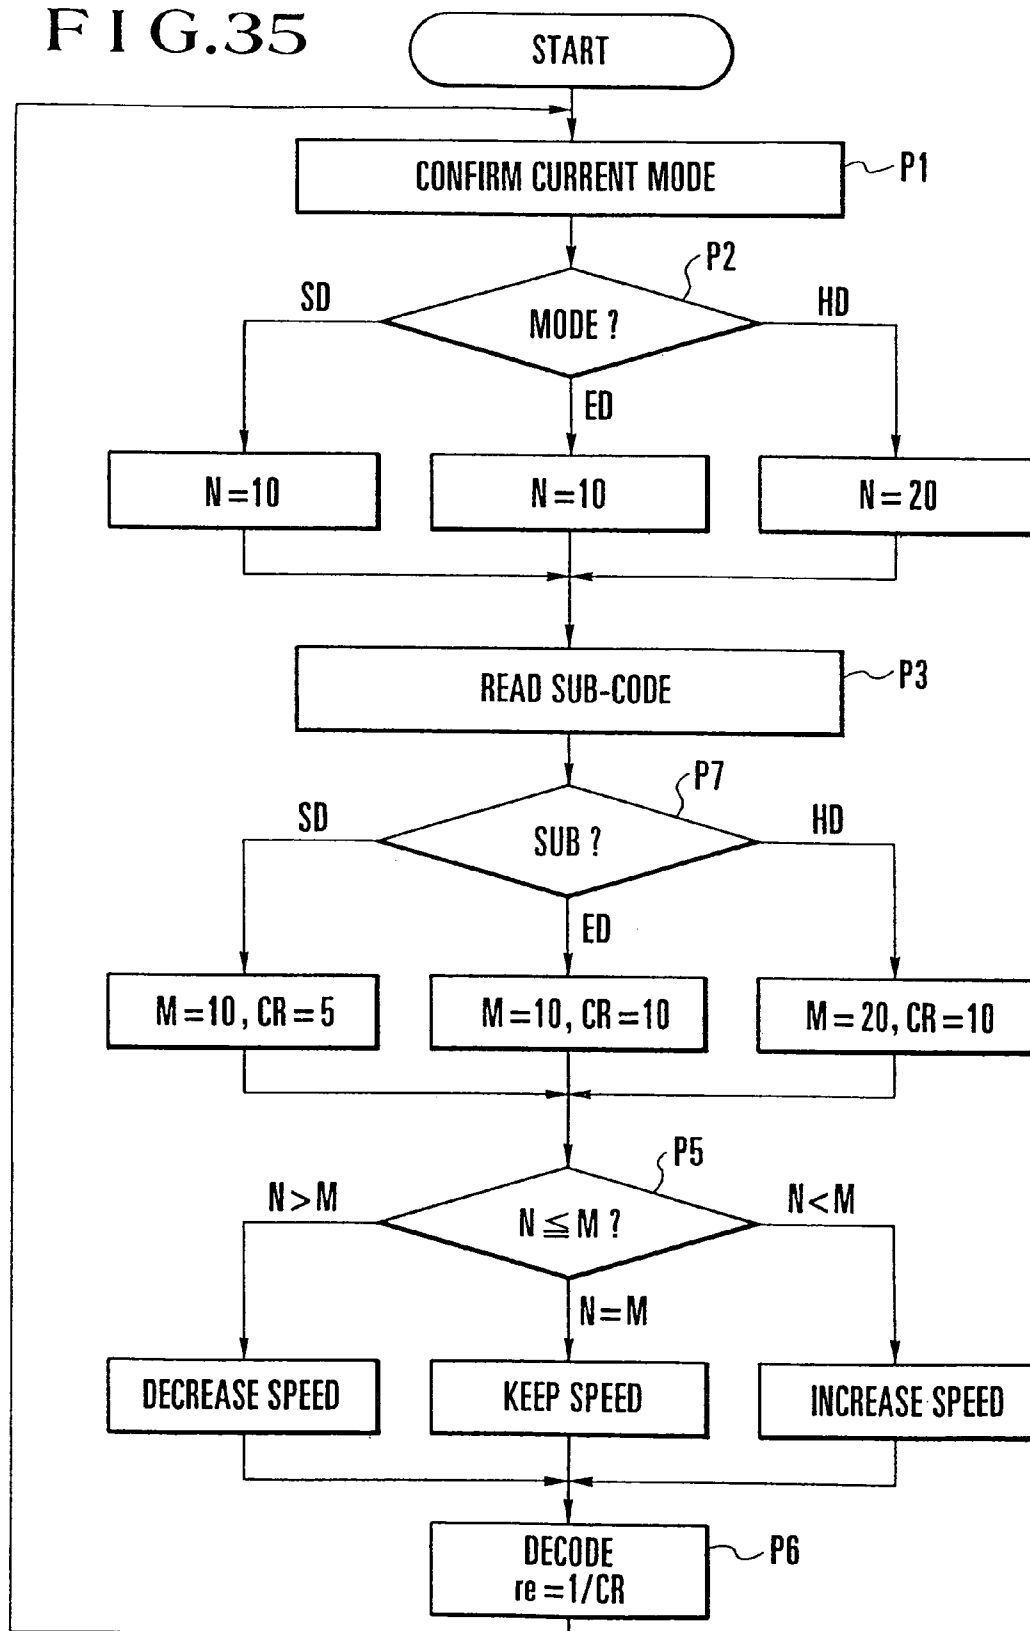 FIG.35
START
CONFIRM CURRENT MODE
P1
P2
SD
MODE ?
HD
ED
N=10
N=10
N=20
READ SUB-CODE
P3
P7
SD
SUB ?
HD
ED
M=10, CR=5
M=10, CR=10
M=20, CR=10
P5
N>M
N≦M ?
N<M
N=M
DECREASE SPEED
KEEP SPEED
INCREASE SPEED
DECODE
re=1/CR
P6